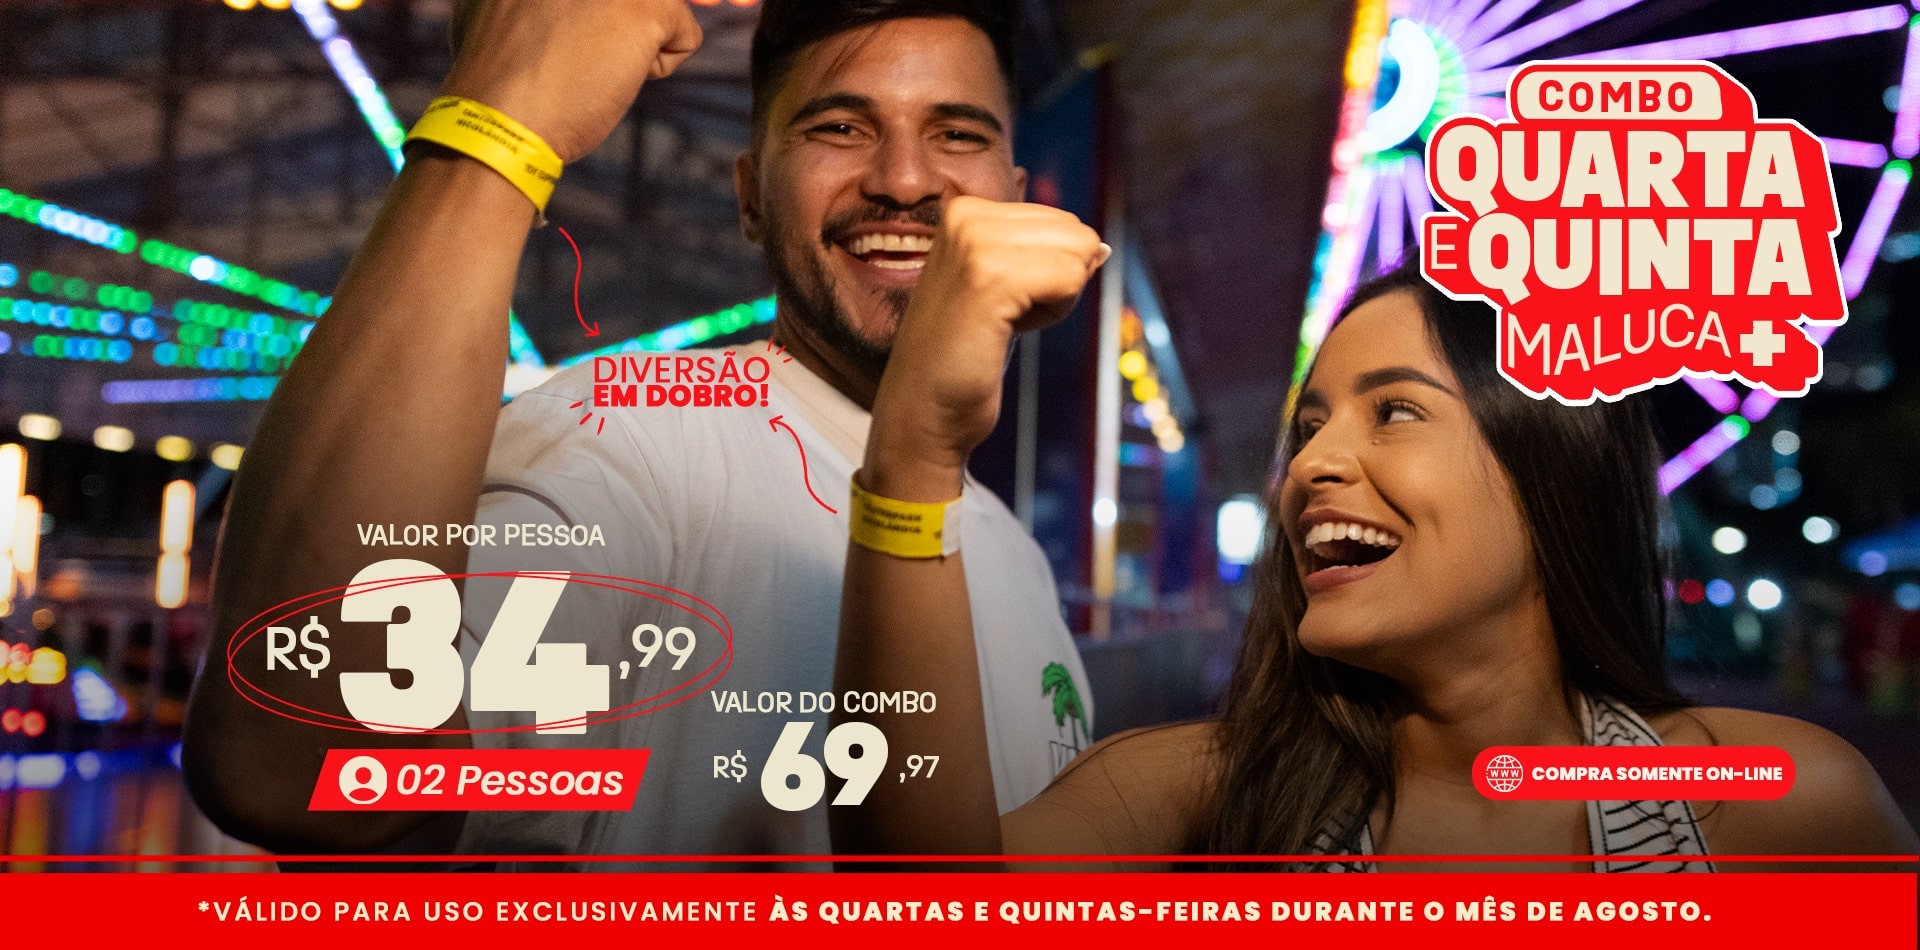 COMBO
QUARTA
E QUINTA
MALUCA +
DIVERSÃO
EM DOBRO!
VALOR POR PESSOA
R$ 34,99
02 Pessoas
VALOR DO COMBO
R$ 69,97
WWW COMPRA SOMENTE ON-LINE
*VÁLIDO PARA USO EXCLUSIVAMENTE ÀS QUARTAS E QUINTAS-FEIRAS DURANTE O MÊS DE AGOSTO.